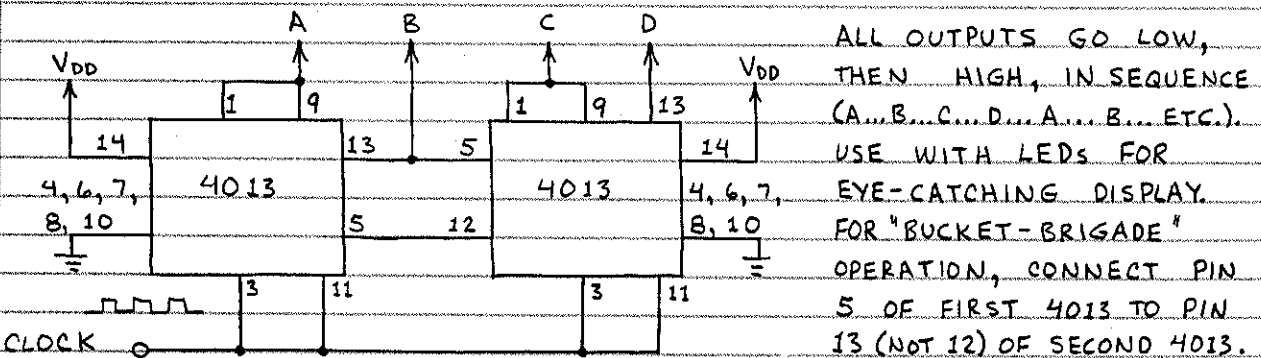 A B C D
VDD VDD
1 9 1 9 13
14 13 5 14
4013 4013
4, 6, 7, 4, 6, 7,
8, 10 5 12 8, 10
3 11 3 11
CLOCK
ALL OUTPUTS GO LOW,
THEN HIGH, IN SEQUENCE
(A...B...C...D...A...B... ETC.).
USE WITH LEDs FOR
EYE-CATCHING DISPLAY.
FOR "BUCKET-BRIGADE"
OPERATION, CONNECT PIN
5 OF FIRST 4013 TO PIN
13 (NOT 12) OF SECOND 4013.